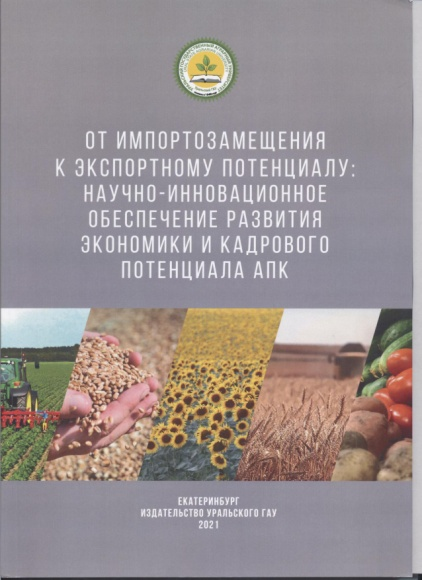 ОТ ИМПОРТОЗАМЕЩЕНИЯ
К ЭКСПОРТНОМУ ПОТЕНЦИАЛУ:
НАУЧНО-ИННОВАЦИОННОЕ
ОБЕСПЕЧЕНИЕ РАЗВИТИЯ
ЭКОНОМИКИ И КАДРОВОГО
ПОТЕНЦИАЛА АПК
ЕКАТЕРИНБУРГ
ИЗДАТЕЛЬСТВО УРАЛЬСКОГО ГАУ
2021